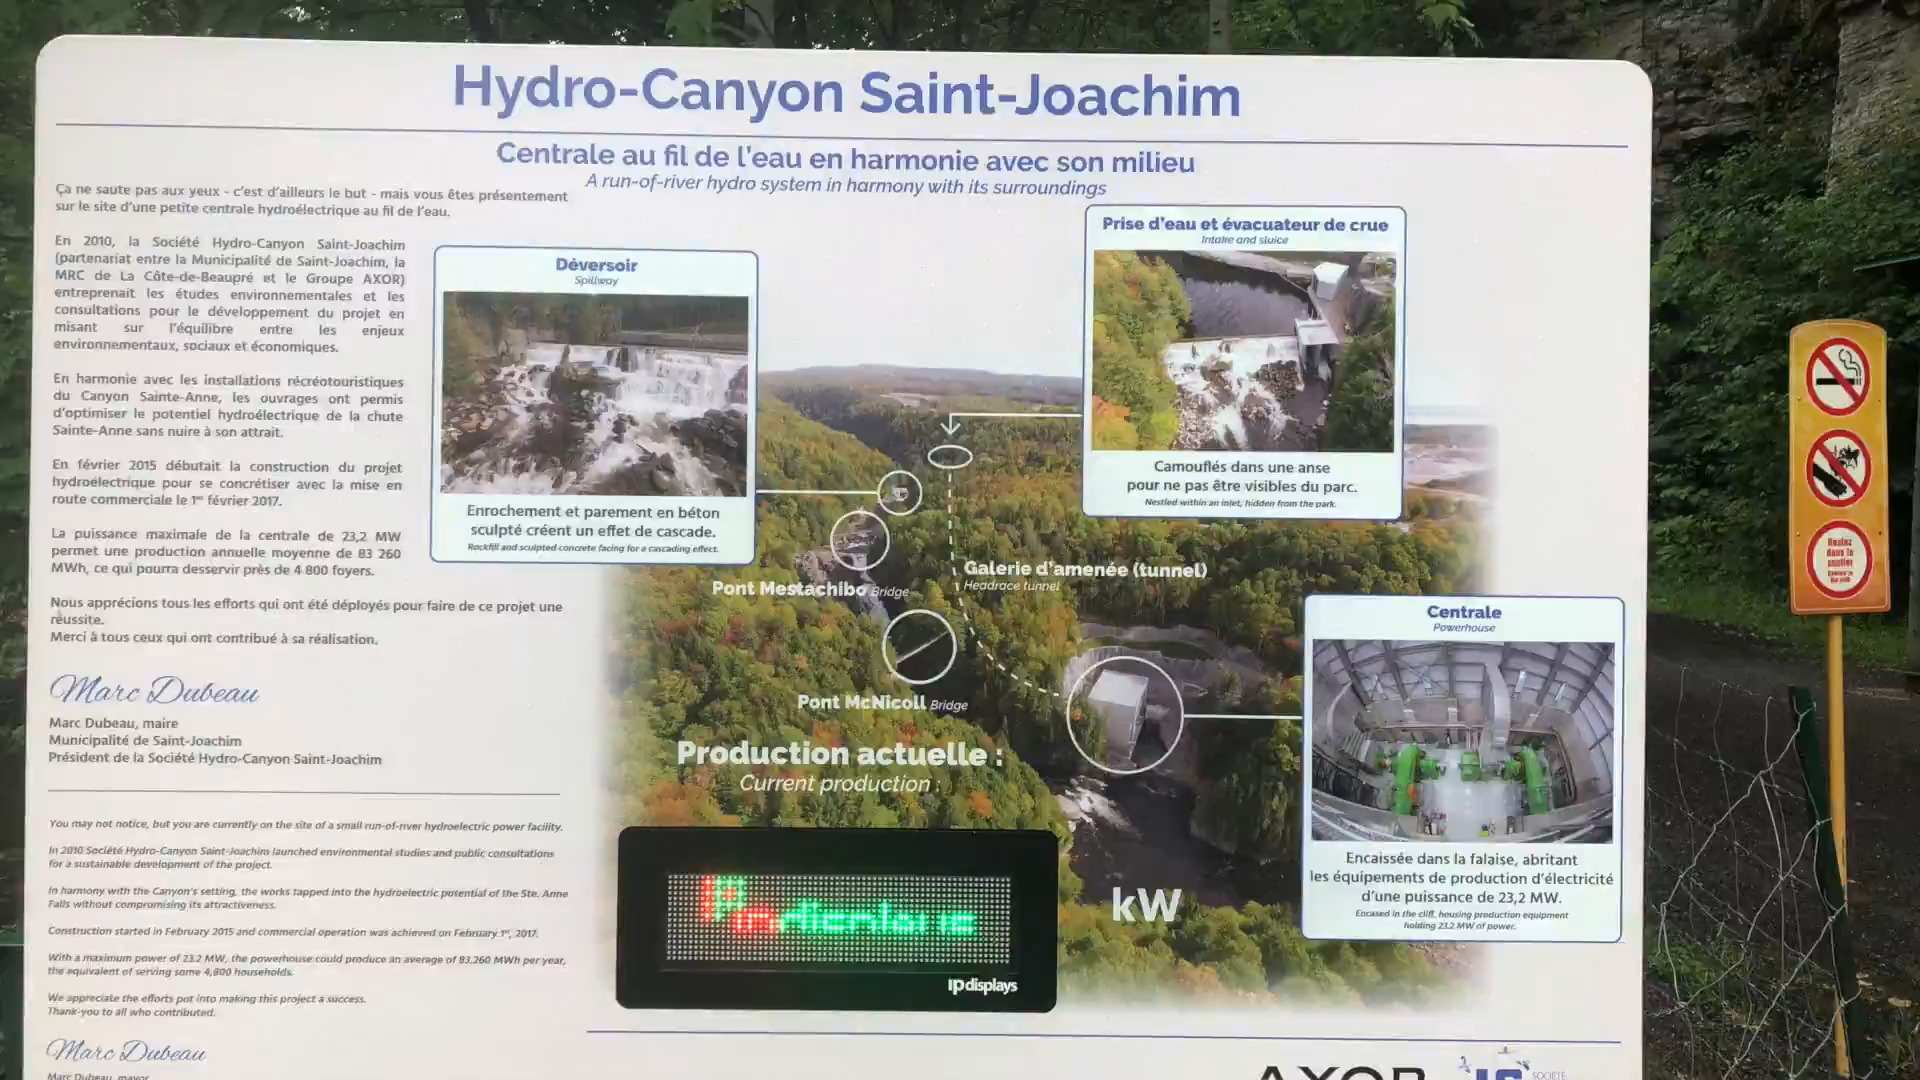 Hydro-Canyon Saint-Joachim
Centrale au fil de l'eau en harmonie avec son milieu
A run-of-river hydro system in harmony with its surroundings
Ça ne saute pas aux yeux - c'est d'ailleurs le but - mais vous êtes présentement
sur le site d'une petite centrale hydroélectrique au fil de l'eau.
En 2010, la Société Hydro-Canyon Saint-Joachim
(partenariat entre la Municipalité de Saint-Joachim, la
MRC de La Côte-de-Beaupré et le Groupe AXOR)
entreprenait les études environnementales et les
consultations pour le développement du projet en
misant sur l'équilibre entre les enjeux
environnementaux, sociaux et économiques.
En harmonie avec les installations récréotouristiques
du Canyon Sainte-Anne, les ouvrages ont permis
d'optimiser le potentiel hydroélectrique de la chute
Sainte-Anne sans nuire à son attrait.
En février 2015 débutait la construction du projet
hydroélectrique pour se concrétiser avec la mise en
route commerciale le 1er février 2017.
La puissance maximale de la centrale de 23,2 MW
permet une production annuelle moyenne de 83 260
MWh, ce qui pourra desservir près de 4 800 foyers.
Nous apprécions tous les efforts qui ont été déployés pour faire de ce projet une
réussite.
Merci à tous ceux qui ont contribué à sa réalisation.
Marc Dubeau
Marc Dubeau, maire
Municipalité de Saint-Joachim
Président de la Société Hydro-Canyon Saint-Joachim
You may not notice, but you are currently on the site of a small run-of-river hydroelectric power facility.
In 2010 Société Hydro-Canyon Saint-Joachim launched environmental studies and public consultations
for a sustainable development of the project.
In harmony with the Canyon's setting, the works tapped into the hydroelectric potential of the Ste. Anne
Falls without compromising its attractiveness.
Construction started in February 2015 and commercial operation was achieved on February 1st, 2017.
With a maximum power of 23.2 MW, the powerhouse could produce an average of 83,260 MWh per year,
the equivalent of serving some 4,800 households.
We appreciate the efforts put into making this project a success.
Thank-you to all who contributed.
Marc Dubeau
Marc Dubeau, mayor
Déversoir
Spillway
Enrochement et parement en béton
sculpté créent un effet de cascade.
Rockfill and sculpted concrete facing for a cascading effect.
Prise d'eau et évacuateur de crue
Intake and sluice
Camouflés dans une anse
pour ne pas être visibles du parc.
Nestled within an inlet, hidden from the park.
Galerie d'amenée (tunnel)
Headrace tunnel
Pont Mestachibo Bridge
Pont McNicoll Bridge
Centrale
Powerhouse
Encaissée dans la falaise, abritant
les équipements de production d'électricité
d'une puissance de 23,2 MW.
Encased in the cliff, housing production equipment
holding 23.2 MW of power.
Production actuelle :
Current production :
kW
ipdisplays
AXOR
SOCIÉTÉ
Restez
dans le
sentier